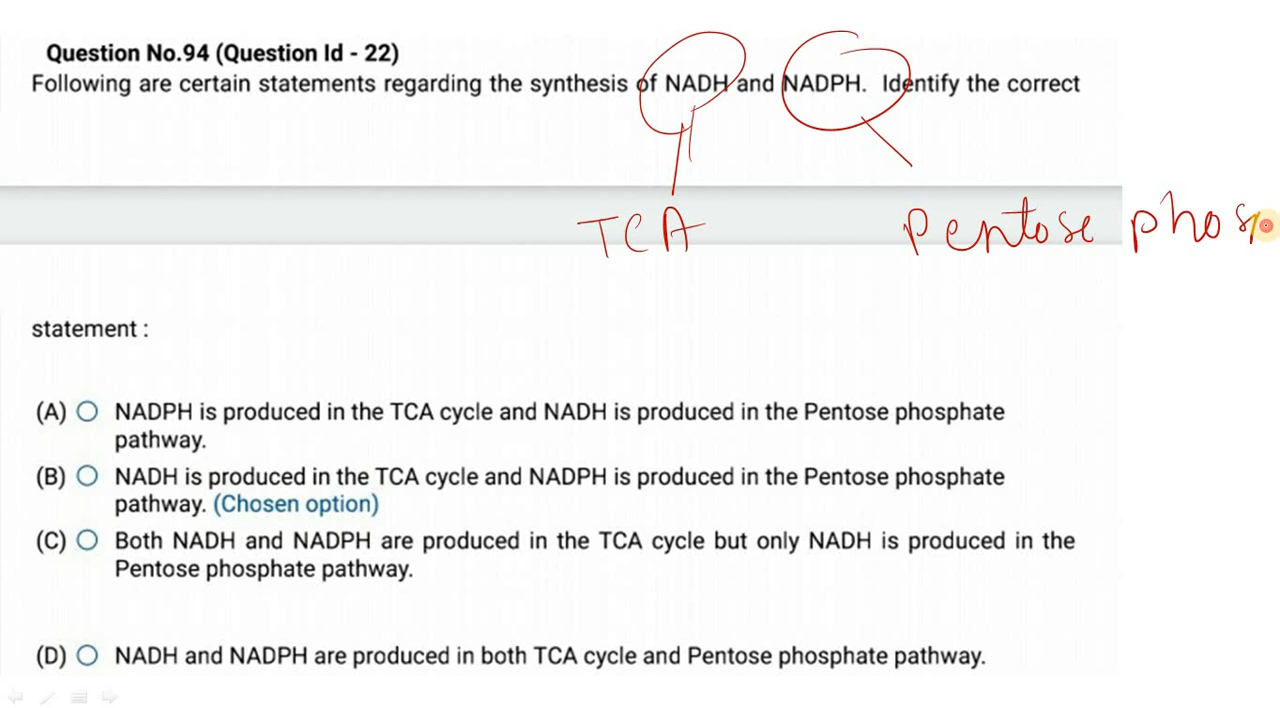 Question No.94 (Question Id - 22)
Following are certain statements regarding the synthesis of NADH and NADPH. Identify the correct
TCA
Pentose phos
statement :
(A) NADPH is produced in the TCA cycle and NADH is produced in the Pentose phosphate
pathway.
(B) NADH is produced in the TCA cycle and NADPH is produced in the Pentose phosphate
pathway. (Chosen option)
(C) Both NADH and NADPH are produced in the TCA cycle but only NADH is produced in the
Pentose phosphate pathway.
(D) NADH and NADPH are produced in both TCA cycle and Pentose phosphate pathway.